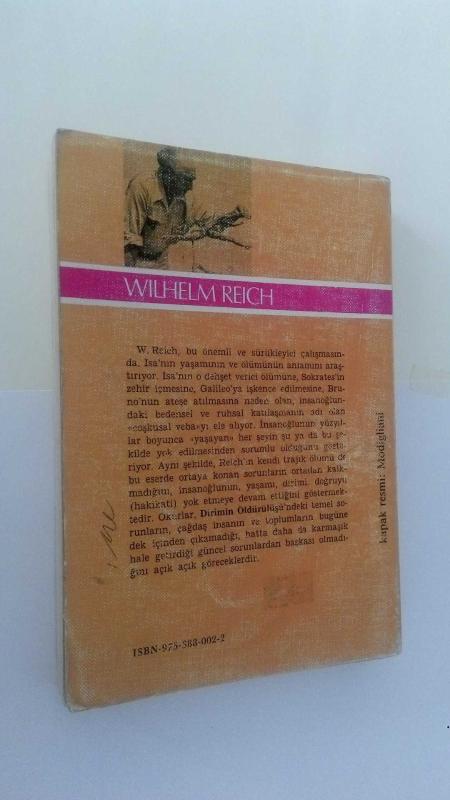 WILHELM REICH
W. Reich, bu önemli ve sürükleyici çalışmasın-
da, İsa'nın yaşamının ve ölümünün anlamını araş-
tırıyor. İsa'nın o dehşet verici ölümüne, Sokrates'in
zehir içmesine, Galileo'ya işkence edilmesine, Bru-
no'nun ateşe atılmasına neden olan, insanoğlun-
daki bedensel ve ruhsal katılaşmanın adı olan
«coşkusal veba»yı ele alıyor. İnsanoğlunun yüzyıl-
lar boyunca «yaşayan» her şeyin şu ya da bu şe-
kilde yok edilmesinden sorumlu olduğunu göste-
riyor. Aynı şekilde, Reich'ın kendi trajik ölümü de
bu eserde ortaya konan sorunların ortadan kalk-
madığını, insanoğlunun, yaşamı, dirimi, doğruyu
(hakikati) yok etmeye devam ettiğini göstermek-
tedir. Okurlar, Dirimin Öldürülüşü'ndeki temel so-
runların, çağdaş insanın ve toplumların bugüne
dek içinden çıkamadığı, hatta daha da karmaşık
hale getirdiği güncel sorunlardan başkası olmadı-
ğını açık açık göreceklerdir.
ISBN-975-388-002-2
kapak resmi: Modigliani